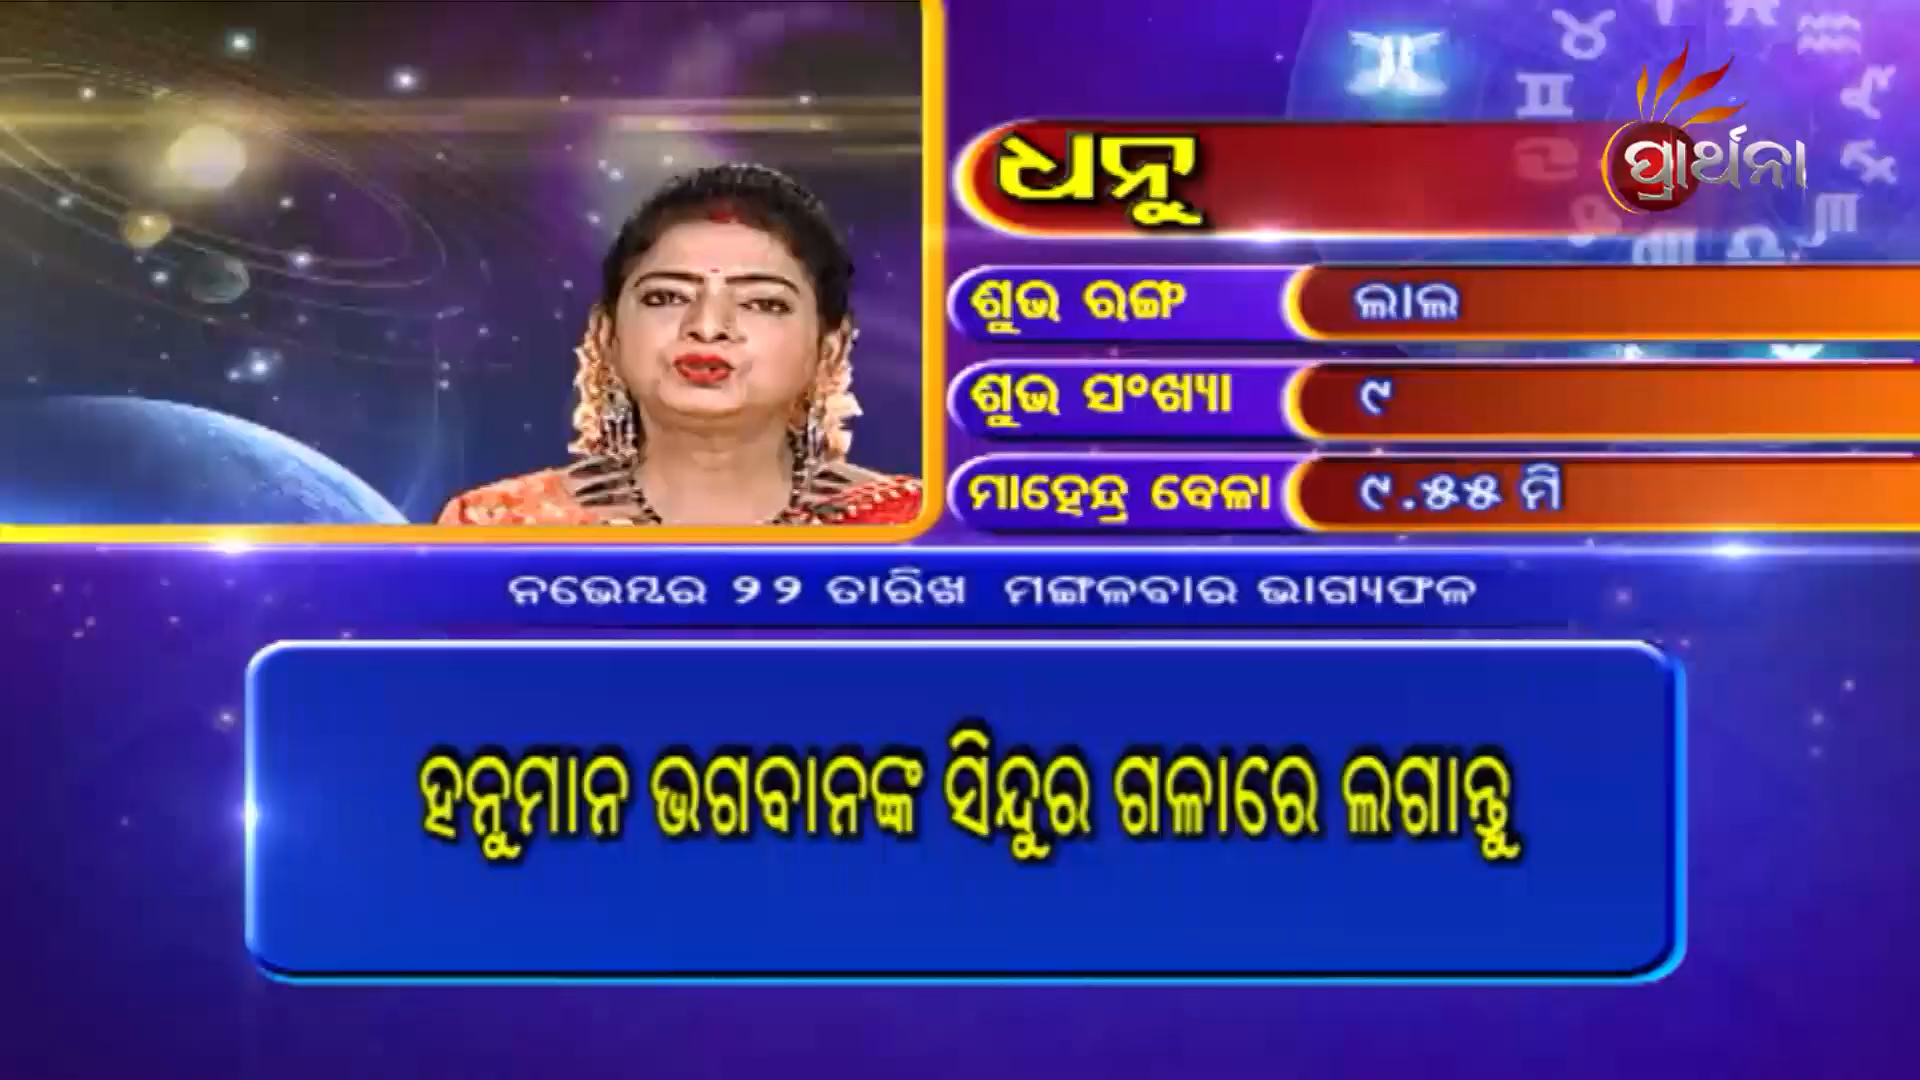 ଧନୁ
ପ୍ରାର୍ଥନା
ଶୁଭ ରଙ୍ଗ ଲାଲ
ଶୁଭ ସଂଖ୍ୟା ୯
ମାହେନ୍ଦ୍ର ବେଳା ୯.୫୫ ମି
ନଭେମ୍ବର ୨୨ ତାରିଖ ମଙ୍ଗଳବାର ଭାଗ୍ୟଫଳ
ହନୁମାନ ଭଗବାନଙ୍କ ସିନ୍ଦୁର ଗଳାରେ ଲଗାନ୍ତୁ